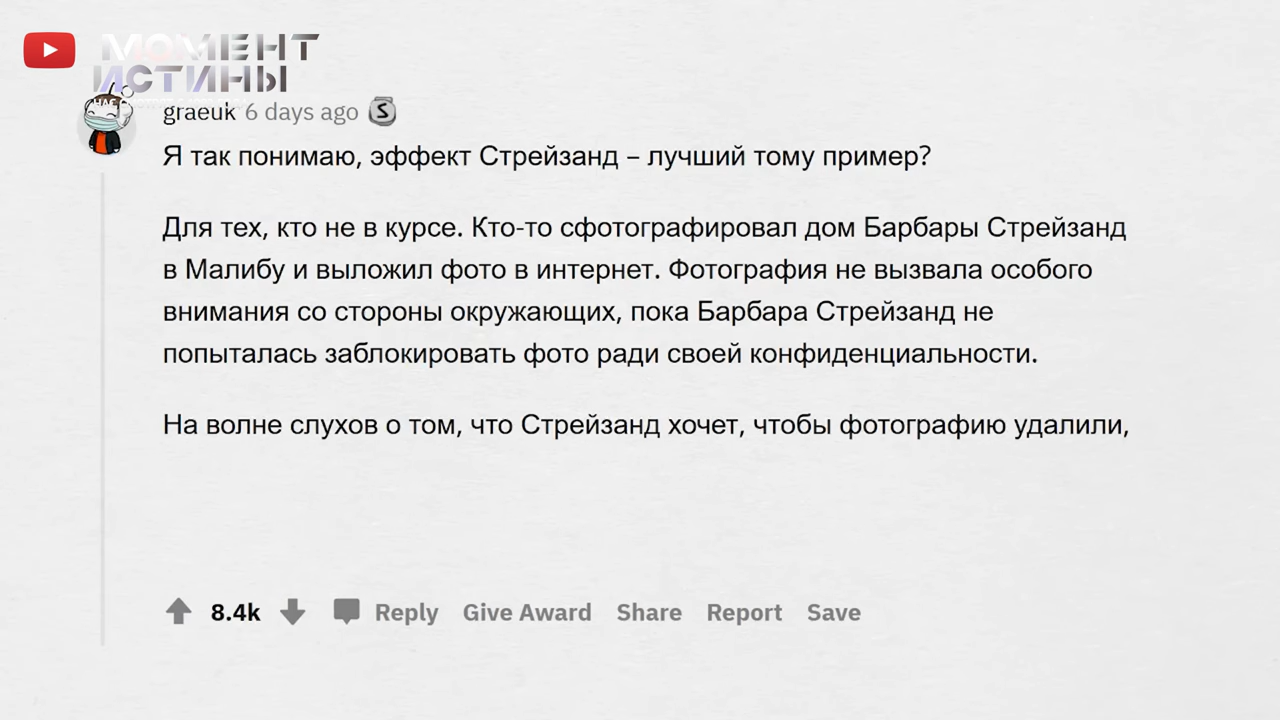 МОМЕНТ
ИСТИНЫ
graeuk 6 days ago S
Я так понимаю, эффект Стрейзанд – лучший тому пример?
Для тех, кто не в курсе. Кто-то сфотографировал дом Барбары Стрейзанд
в Малибу и выложил фото в интернет. Фотография не вызвала особого
внимания со стороны окружающих, пока Барбара Стрейзанд не
попыталась заблокировать фото ради своей конфиденциальности.
На волне слухов о том, что Стрейзанд хочет, чтобы фотографию удалили,
8.4k Reply Give Award Share Report Save